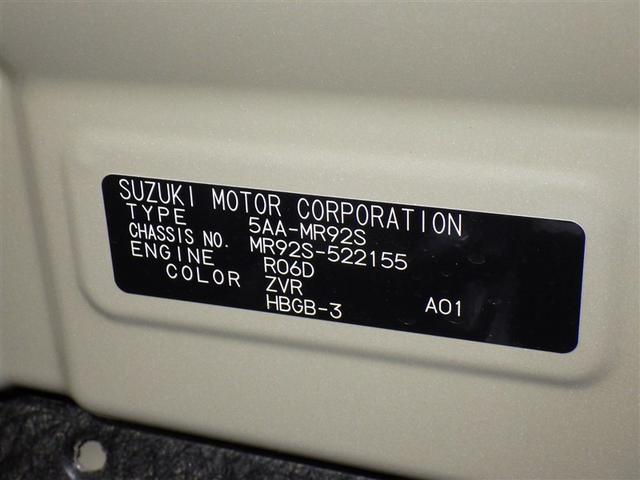 SUZUKI MOTOR CORPORATION
TYPE 5AA-MR92S
CHASSIS NO. MR92S-522155
ENGINE R06D
COLOR ZVR
HBGB-3 A01